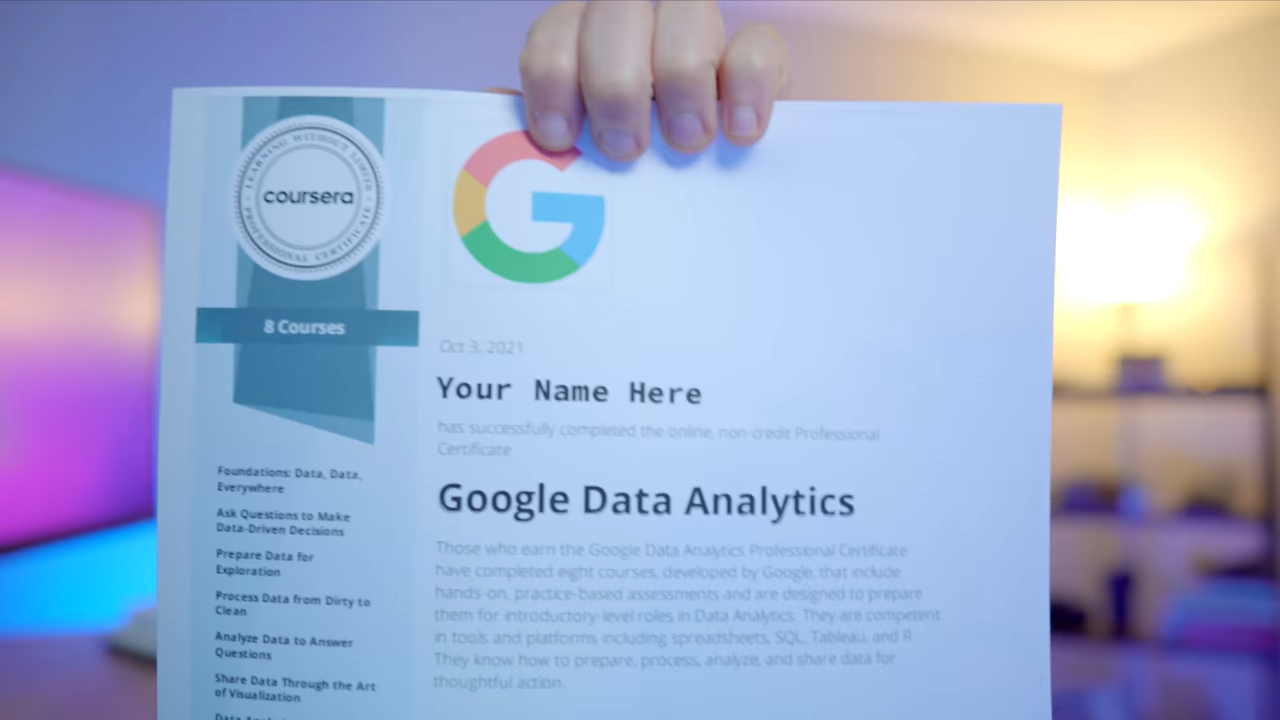 LEARNING WITHOUT LIMITS
coursera
PROFESSIONAL CERTIFICATE
8 Courses
Foundations: Data, Data,
Everywhere
Ask Questions to Make
Data-Driven Decisions
Prepare Data for
Exploration
Process Data from Dirty to
Clean
Analyze Data to Answer
Questions
Share Data Through the Art
of Visualization
Oct 3, 2021
Your Name Here
has successfully completed the online, non-credit Professional
Certificate
Google Data Analytics
Those who earn the Google Data Analytics Professional Certificate
have completed eight courses, developed by Google, that include
hands-on, practice-based assessments and are designed to prepare
them for introductory-level roles in Data Analytics. They are competent
in tools and platforms including spreadsheets, SQL, Tableau, and R.
They know how to prepare, process, analyze, and share data for
thoughtful action.